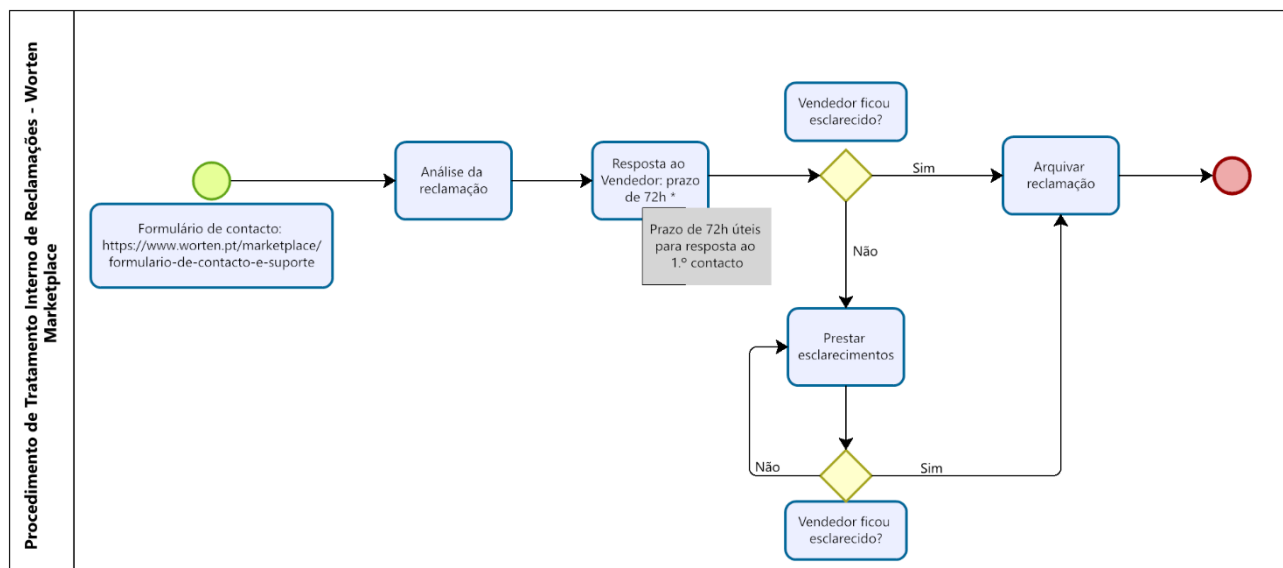 Procedimento de Tratamento Interno de Reclamações - Worten
Marketplace
Formulário de contacto:
https://www.worten.pt/marketplace/
formulario-de-contacto-e-suporte
Análise da
reclamação
Resposta ao
Vendedor: prazo
de 72h *
Prazo de 72h úteis
para resposta ao
1.º contacto
Vendedor ficou
esclarecido?
Sim
Não
Arquivar
reclamação
Prestar
esclarecimentos
Não
Sim
Vendedor ficou
esclarecido?